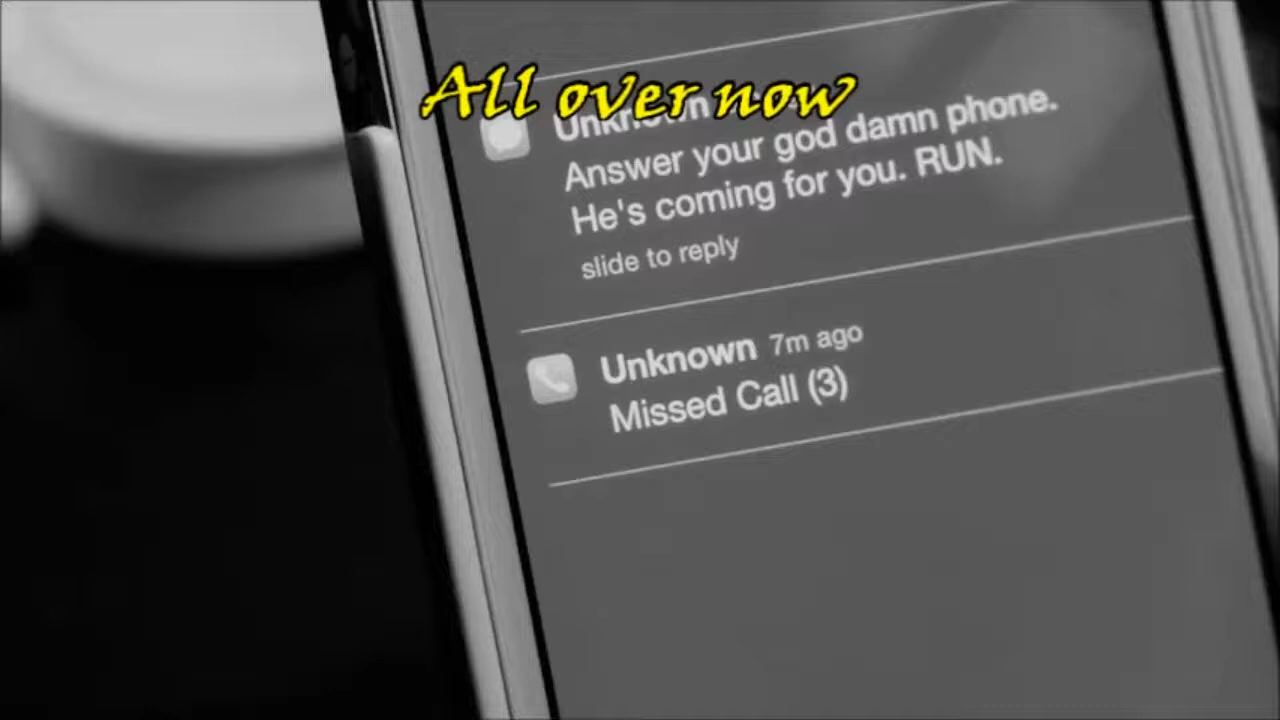 All over now
Unknown
Answer your god damn phone.
He's coming for you. RUN.
slide to reply
Unknown 7m ago
Missed Call (3)